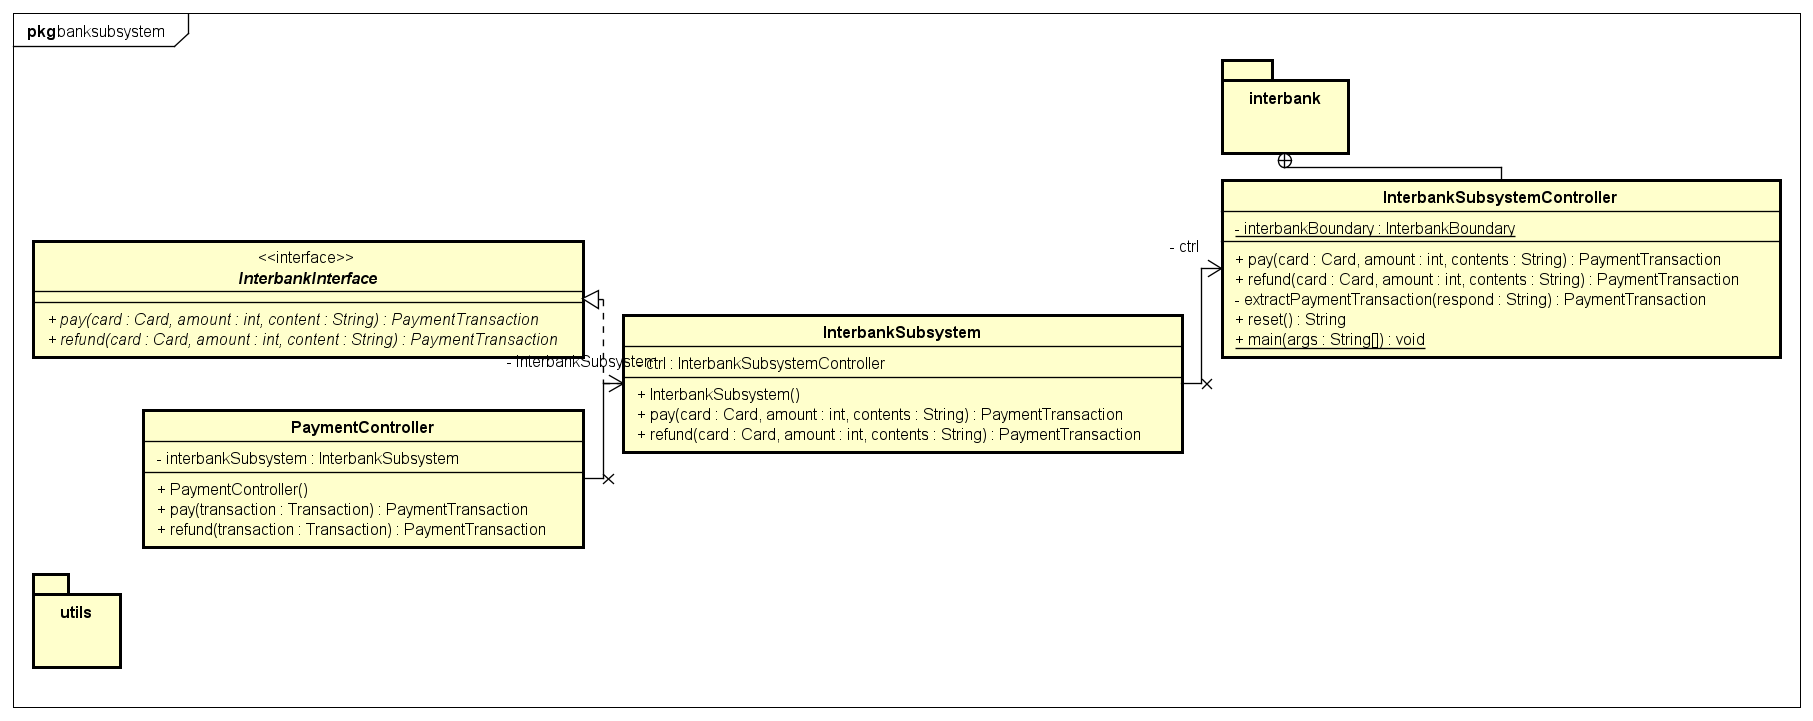 pkg banksubsystem
interbank
InterbankSubsystemController
- interbankBoundary : InterbankBoundary
+ pay(card : Card, amount : int, contents : String) : PaymentTransaction
+ refund(card : Card, amount : int, contents : String) : PaymentTransaction
- extractPaymentTransaction(respond : String) : PaymentTransaction
+ reset() : String
+ main(args : String[]) : void
- ctrl
<<interface>>
InterbankInterface
+ pay(card : Card, amount : int, content : String) : PaymentTransaction
+ refund(card : Card, amount : int, content : String) : PaymentTransaction
- interbankSubsystem
InterbankSubsystem
- ctrl : InterbankSubsystemController
+ InterbankSubsystem()
+ pay(card : Card, amount : int, contents : String) : PaymentTransaction
+ refund(card : Card, amount : int, contents : String) : PaymentTransaction
PaymentController
- interbankSubsystem : InterbankSubsystem
+ PaymentController()
+ pay(transaction : Transaction) : PaymentTransaction
+ refund(transaction : Transaction) : PaymentTransaction
utils